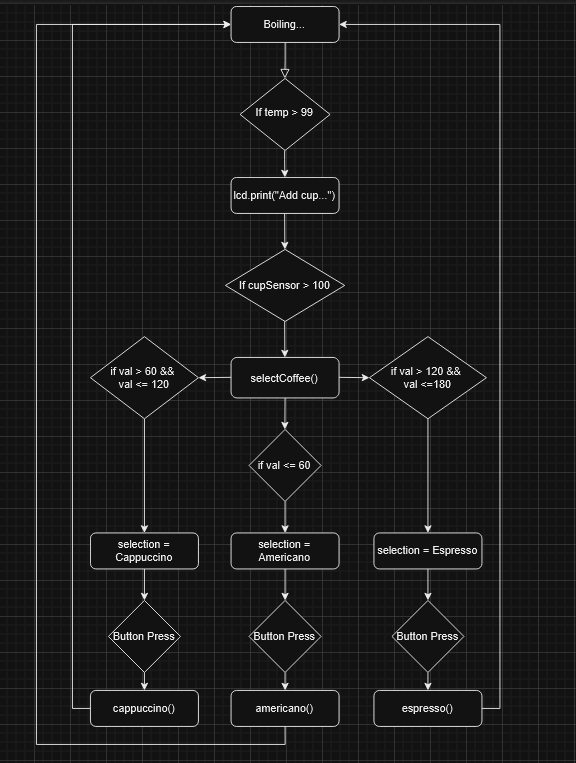 Boiling...
If temp > 99
lcd.print("Add cup...")
If cupSensor > 100
if val > 60 &&
val <= 120
selectCoffee()
if val > 120 &&
val <=180
if val <= 60
selection =
Cappuccino
selection =
Americano
selection = Espresso
Button Press
Button Press
Button Press
cappuccino()
americano()
espresso()